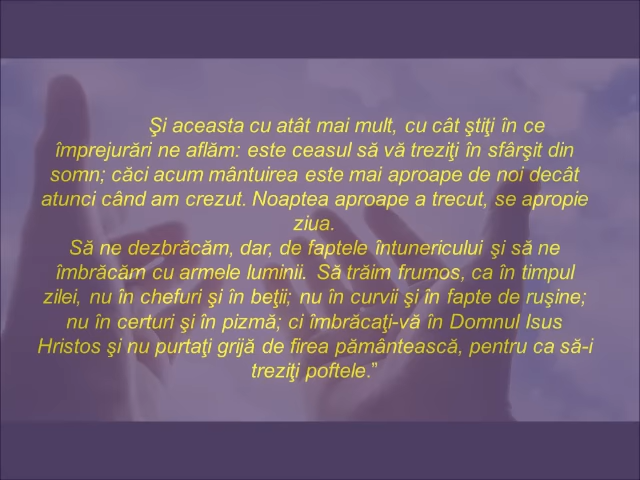 Şi aceasta cu atât mai mult, cu cât ştiţi în ce
împrejurări ne aflăm: este ceasul să vă treziţi în sfârşit din
somn; căci acum mântuirea este mai aproape de noi decât
atunci când am crezut. Noaptea aproape a trecut, se apropie
ziua.
Să ne dezbrăcăm, dar, de faptele întunericului şi să ne
îmbrăcăm cu armele luminii. Să trăim frumos, ca în timpul
zilei, nu în chefuri şi în beţii; nu în curvii şi în fapte de ruşine;
nu în certuri şi în pizmă; ci îmbrăcaţi-vă în Domnul Isus
Hristos şi nu purtaţi grijă de firea pământească, pentru ca să-i
treziţi poftele.”